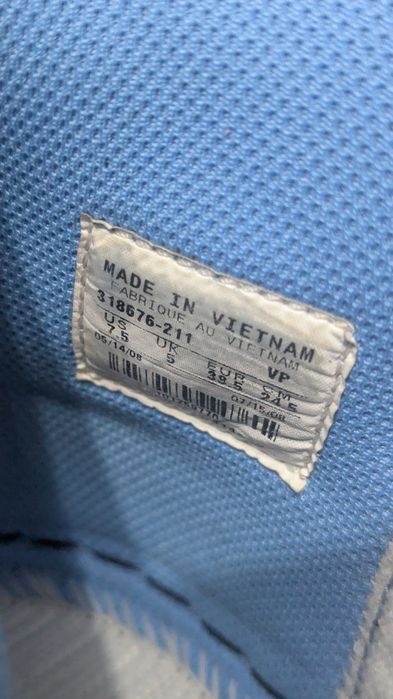 MADE IN VIETNAM
FABRIQUE AU VIETNAM
318676-211 VP
US UK EUR CM
7.5 5 38.5 24.5
05/14/08 07/15/08